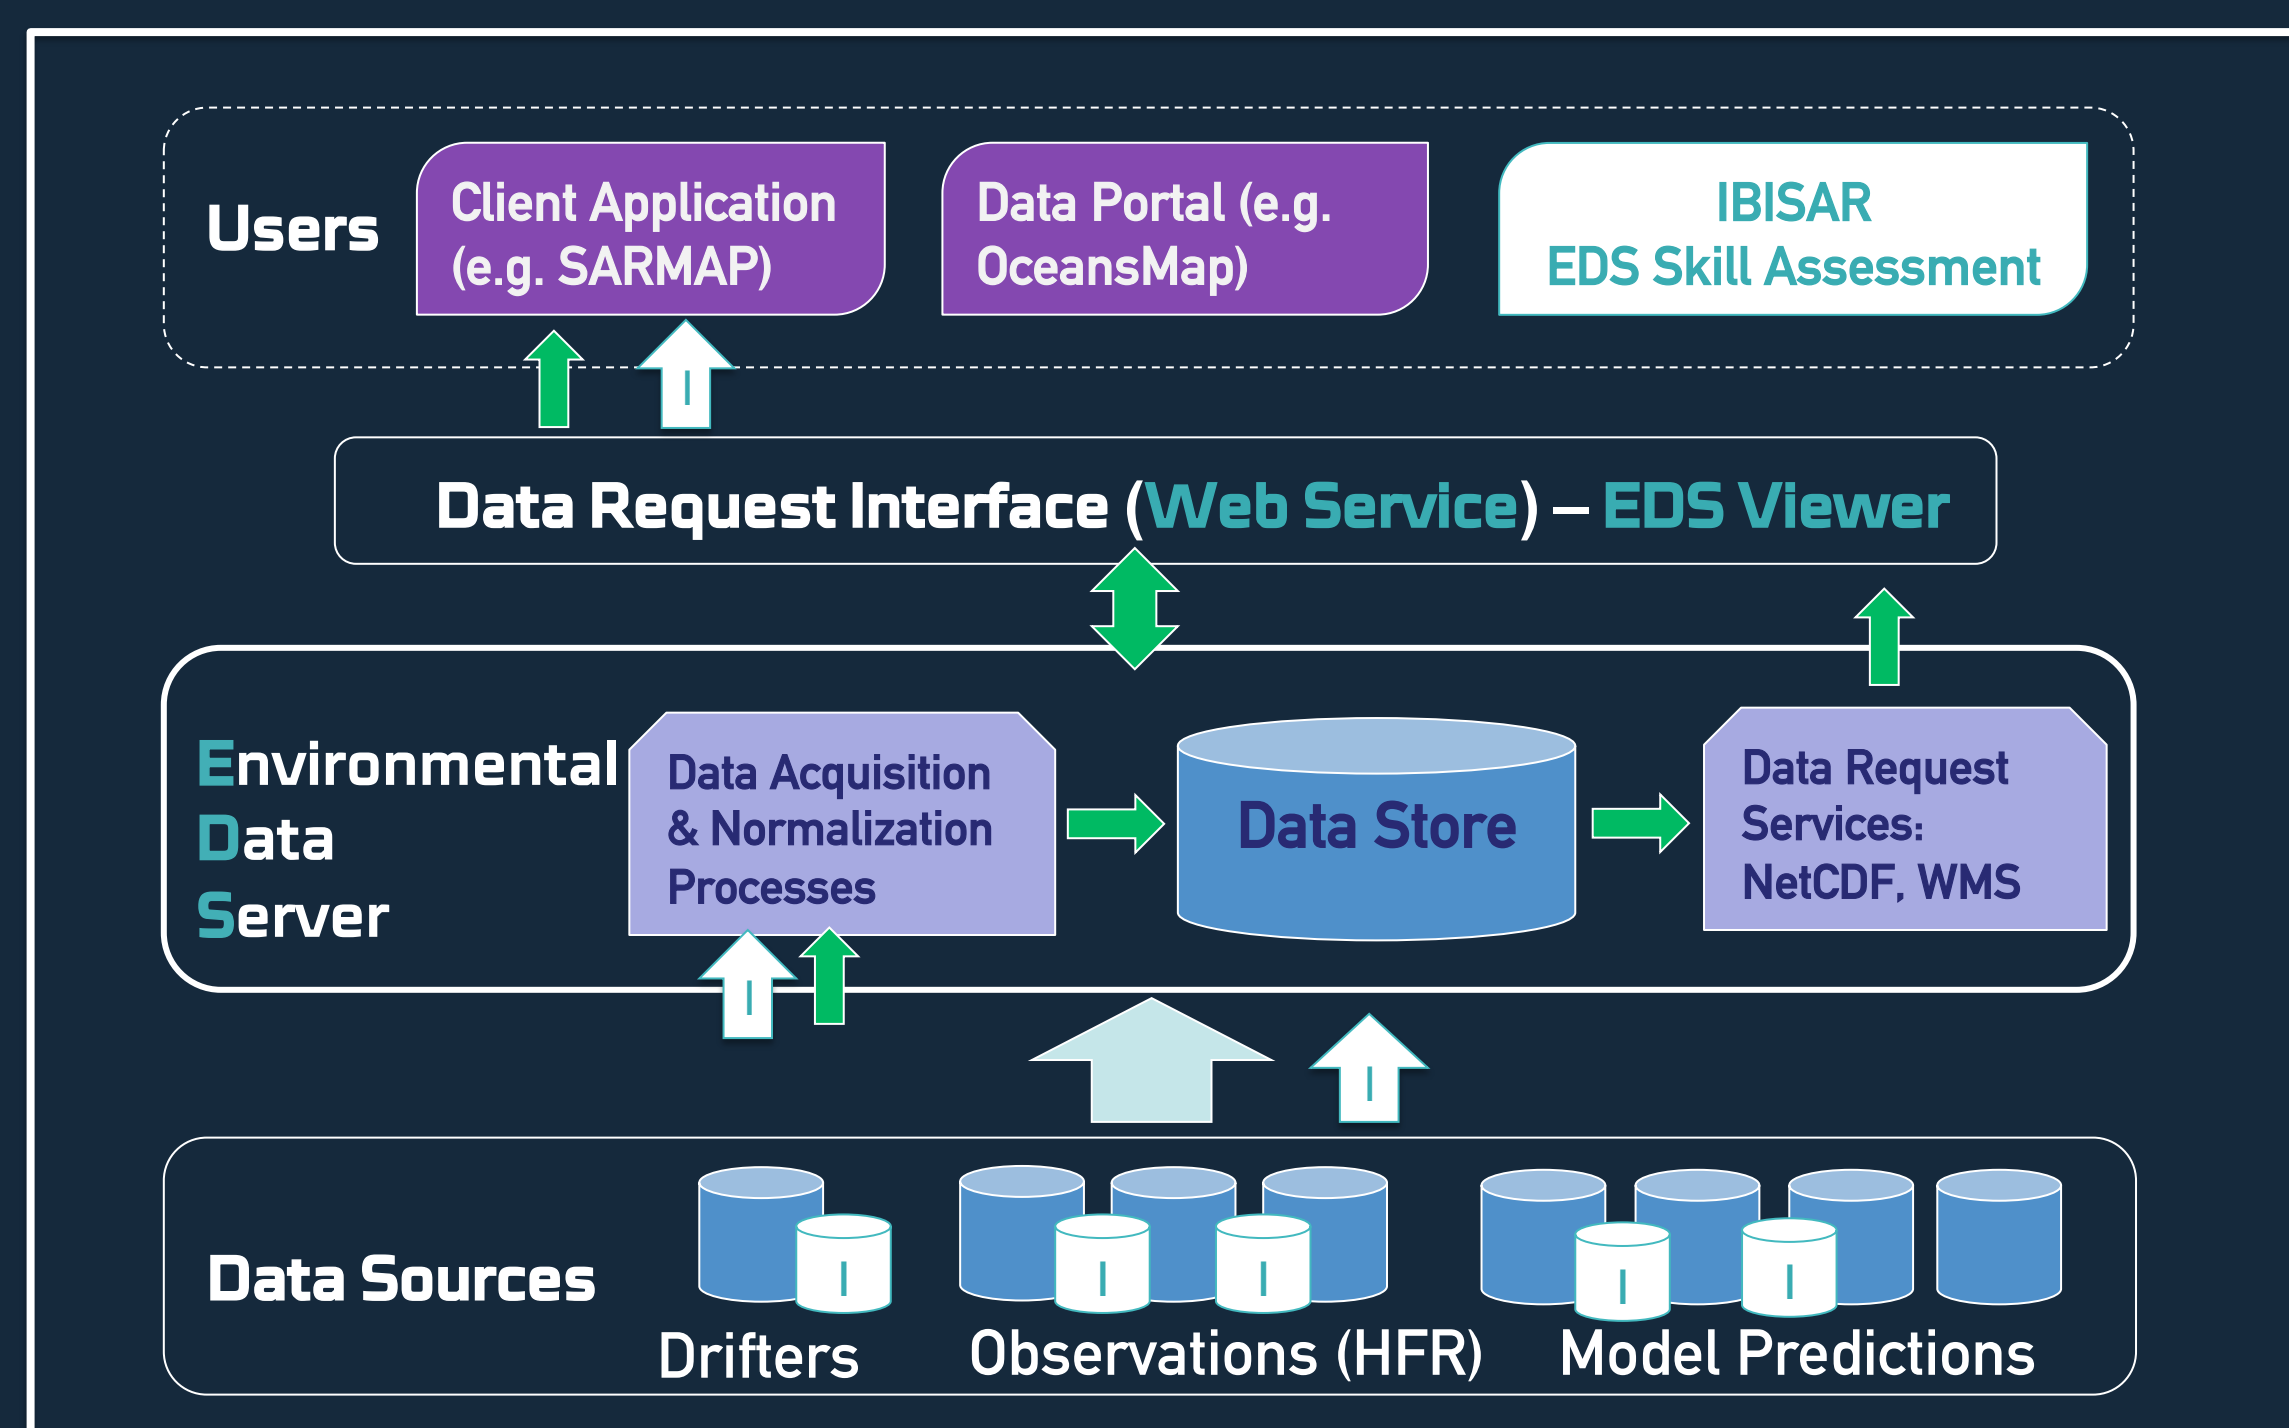 Users
Client Application
(e.g. SARMAP)
Data Portal (e.g.
OceansMap)
IBISAR
EDS Skill Assessment
I
Data Request Interface (Web Service) – EDS Viewer
Environmental
Data
Server
Data Acquisition
& Normalization
Processes
Data Store
Data Request
Services:
NetCDF, WMS
I
I
Data Sources
I
I
I
I
I
Drifters
Observations (HFR)
Model Predictions